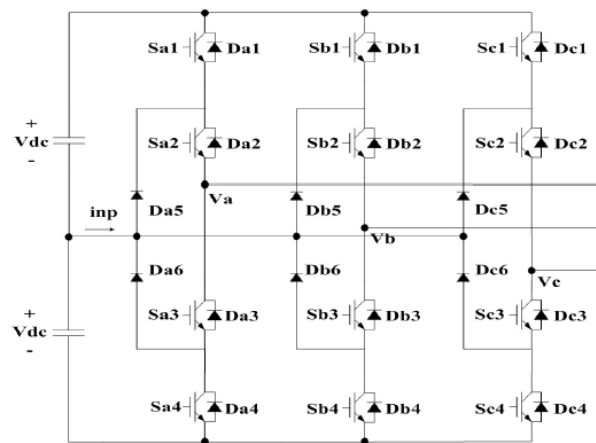 Sa1 Da1 Sb1 Db1 Sc1 Dc1
+
Vdc
-
Sa2 Da2 Sb2 Db2 Sc2 Dc2
inp Da5 Va Db5 Vb Dc5
Da6 Db6 Dc6 Vc
+
Vdc
-
Sa3 Da3 Sb3 Db3 Sc3 Dc3
Sa4 Da4 Sb4 Db4 Sc4 Dc4